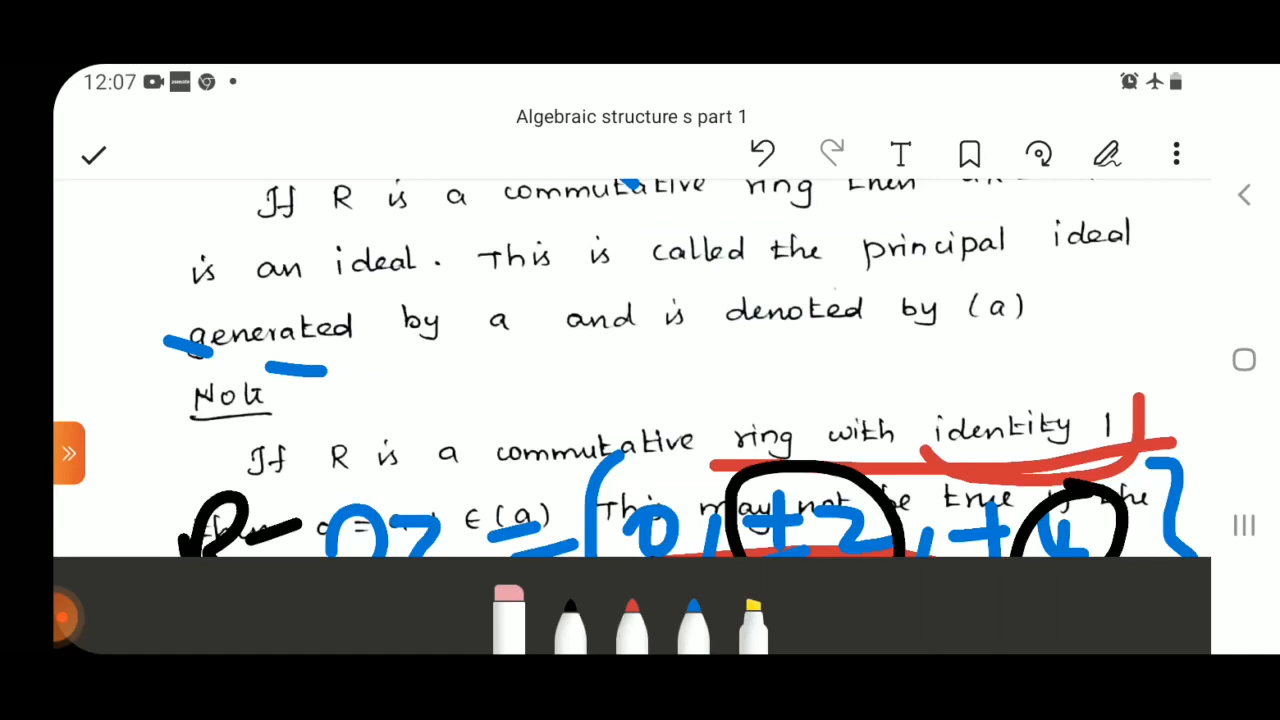 12:07
Algebraic structure s part 1
If R is a commutative ring then
is an ideal. This is called the principal ideal
generated by a and is denoted by (a)
Note
If R is a commutative ring with identity 1
∈ (a) This may not be true the
R = 2Z = {0, ±2, ±4 }